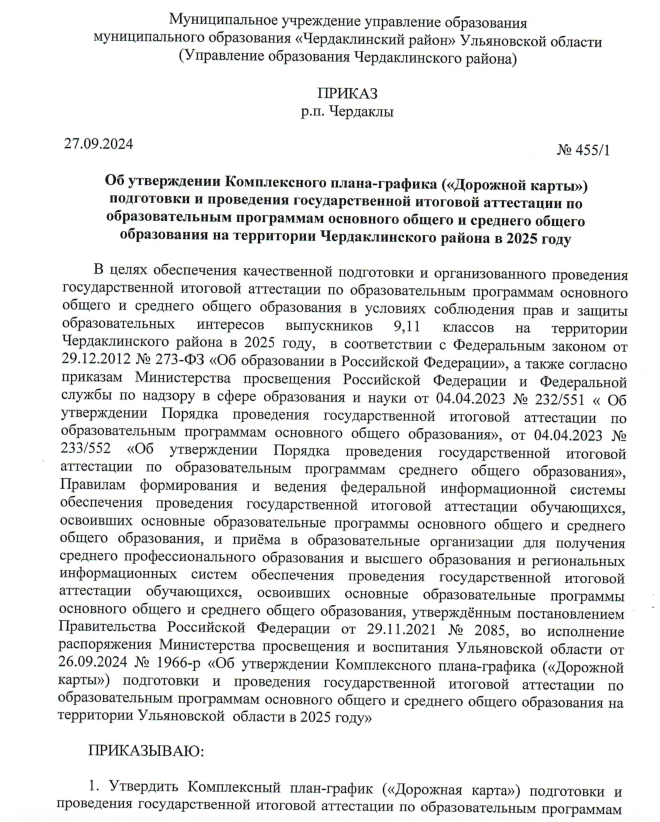 Муниципальное учреждение управление образования
муниципального образования «Чердаклинский район» Ульяновской области
(Управление образования Чердаклинского района)
ПРИКАЗ
р.п. Чердаклы
27.09.2024
№ 455/1
Об утверждении Комплексного плана-графика («Дорожной карты»)
подготовки и проведения государственной итоговой аттестации по
образовательным программам основного общего и среднего общего
образования на территории Чердаклинского района в 2025 году
В целях обеспечения качественной подготовки и организованного проведения
государственной итоговой аттестации по образовательным программам основного
общего и среднего общего образования в условиях соблюдения прав и защиты
образовательных интересов выпускников 9,11 классов на территории
Чердаклинского района в 2025 году, в соответствии с Федеральным законом от
29.12.2012 № 273-ФЗ «Об образовании в Российской Федерации», а также согласно
приказам Министерства просвещения Российской Федерации и Федеральной
службы по надзору в сфере образования и науки от 04.04.2023 № 232/551 « Об
утверждении Порядка проведения государственной итоговой аттестации по
образовательным программам основного общего образования», от 04.04.2023 №
233/552 «Об утверждении Порядка проведения государственной итоговой
аттестации по образовательным программам среднего общего образования»,
Правилам формирования и ведения федеральной информационной системы
обеспечения проведения государственной итоговой аттестации обучающихся,
освоивших основные образовательные программы основного общего и среднего
общего образования, и приёма в образовательные организации для получения
среднего профессионального образования и высшего образования и региональных
информационных систем обеспечения проведения государственной итоговой
аттестации обучающихся, освоивших основные образовательные программы
основного общего и среднего общего образования, утверждённым постановлением
Правительства Российской Федерации от 29.11.2021 № 2085, во исполнение
распоряжения Министерства просвещения и воспитания Ульяновской области от
26.09.2024 № 1966-р «Об утверждении Комплексного плана-графика («Дорожной
карты») подготовки и проведения государственной итоговой аттестации по
образовательным программам основного общего и среднего общего образования на
территории Ульяновской области в 2025 году»
ПРИКАЗЫВАЮ:
1. Утвердить Комплексный план-график («Дорожная карта») подготовки и
проведения государственной итоговой аттестации по образовательным программам